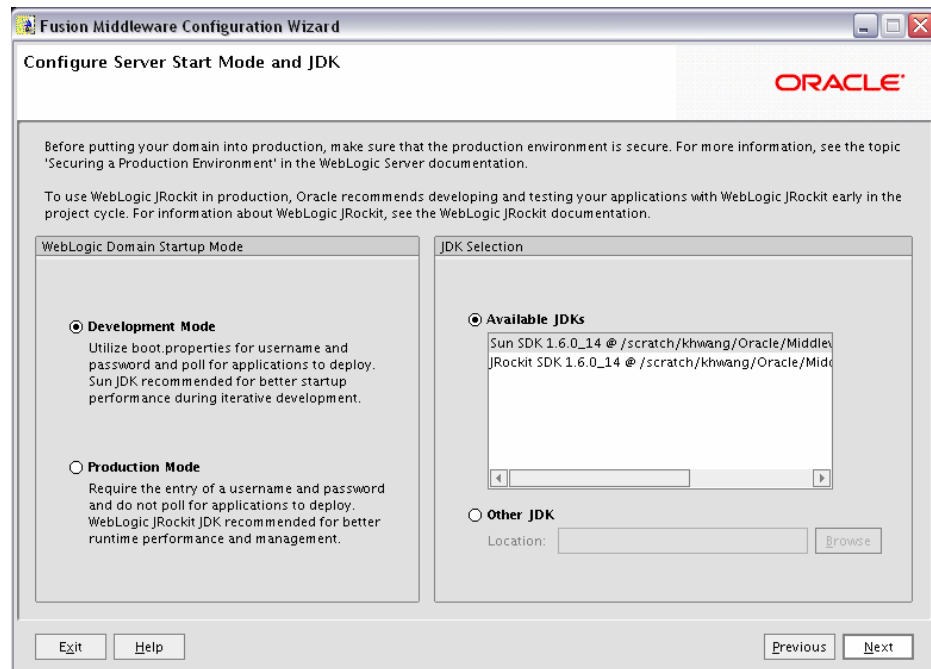 Fusion Middleware Configuration Wizard
Configure Server Start Mode and JDK
ORACLE
Before putting your domain into production, make sure that the production environment is secure. For more information, see the topic
'Securing a Production Environment' in the WebLogic Server documentation.
To use WebLogic JRockit in production, Oracle recommends developing and testing your applications with WebLogic JRockit early in the
project cycle. For information about WebLogic JRockit, see the WebLogic JRockit documentation.
WebLogic Domain Startup Mode
Development Mode
Utilize boot.properties for username and
password and poll for applications to deploy.
Sun JDK recommended for better startup
performance during iterative development.
Production Mode
Require the entry of a username and password
and do not poll for applications to deploy.
WebLogic JRockit JDK recommended for better
runtime performance and management.
JDK Selection
Available JDKs
Sun SDK 1.6.0_14 @ /scratch/khwang/Oracle/Middlew
JRockit SDK 1.6.0_14 @ /scratch/khwang/Oracle/Midd
Other JDK
Location:
Browse
Exit
Help
Previous
Next